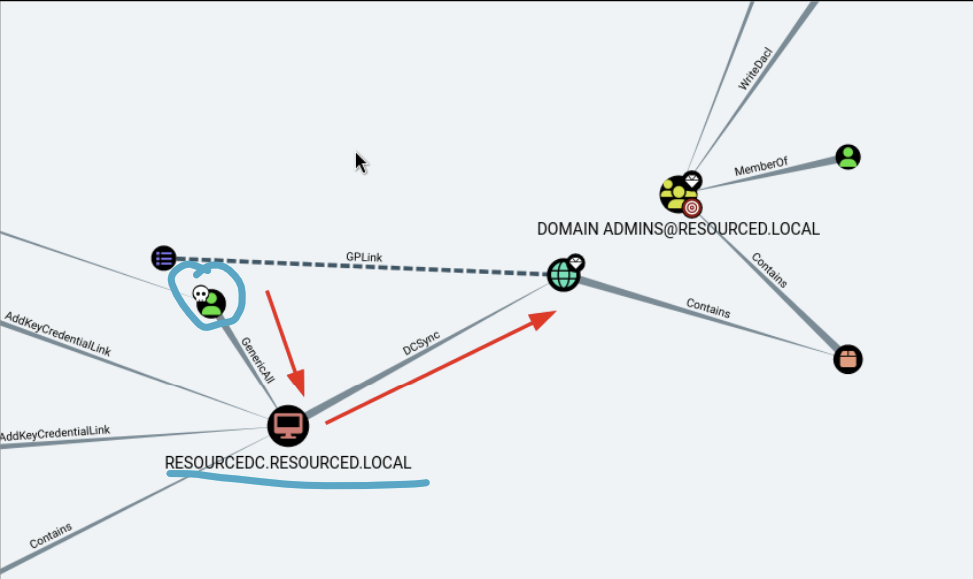 WriteDacl
MemberOf
DOMAIN ADMINS@RESOURCED.LOCAL
GPLink
Contains
Contains
AddKeyCredentialLink
GenericAll
DCSync
AddKeyCredentialLink
RESOURCEDC.RESOURCED.LOCAL
Contains